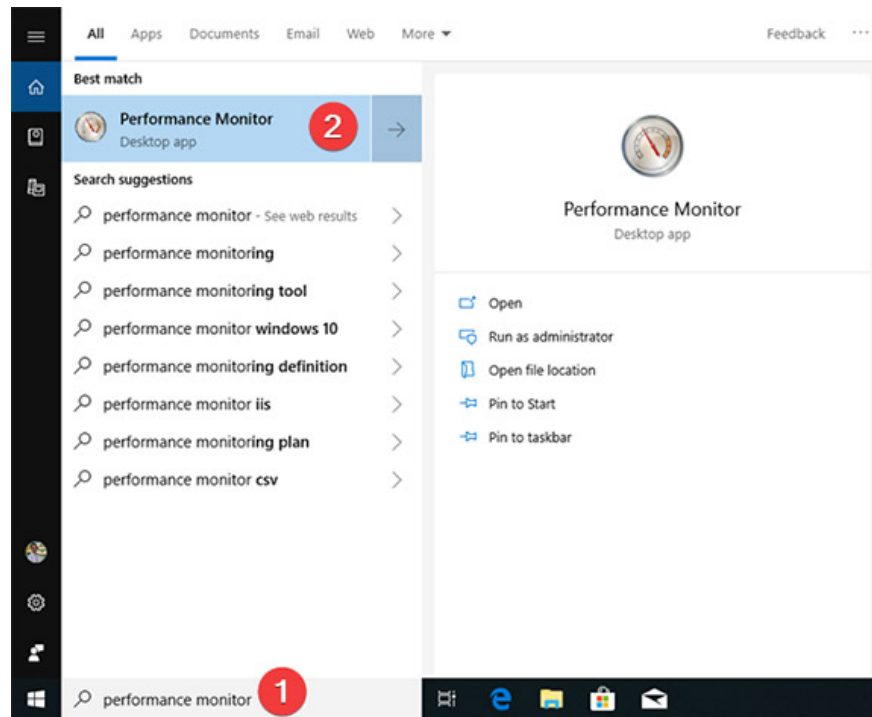 All Apps Documents Email Web More Feedback ...
Best match
Performance Monitor
Desktop app
2
Search suggestions
performance monitor - See web results
performance monitoring
performance monitoring tool
performance monitor windows 10
performance monitoring definition
performance monitor iis
performance monitoring plan
performance monitor csv
Performance Monitor
Desktop app
Open
Run as administrator
Open file location
Pin to Start
Pin to taskbar
performance monitor
1